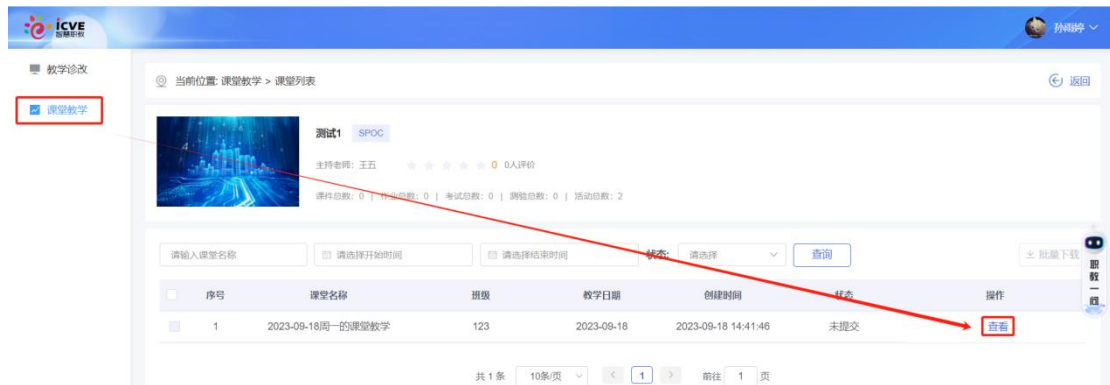 icve
智慧职教
孙雨婷
教学诊改
当前位置: 课堂教学 > 课堂列表
返回
课堂教学
测试1 SPOC
主持老师: 王五 0 0人评价
课件总数: 0 | 作业总数: 0 | 考试总数: 0 | 测验总数: 0 | 活动总数: 2
请输入课堂名称 请选择开始时间 请选择结束时间 状态: 请选择 查询 批量下载
职教一问
序号 课堂名称 班级 教学日期 创建时间 状态 操作
1 2023-09-18周一的课堂教学 123 2023-09-18 2023-09-18 14:41:46 未提交 查看
共 1 条 10条/页 < 1 > 前往 1 页